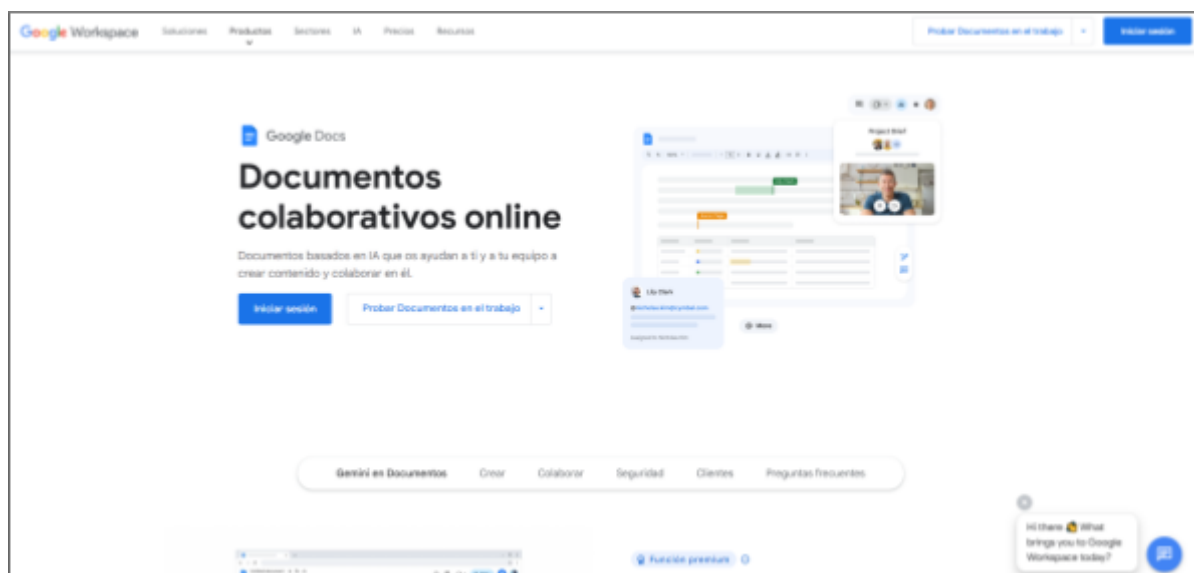 Google Workspace
Soluciones Productos Sectores IA Precios Recursos
Probar Documentos en el trabajo
Iniciar sesión
Google Docs
Documentos
colaborativos online
Documentos basados en IA que os ayudan a ti y a tu equipo a
crear contenido y colaborar en él.
Iniciar sesión
Probar Documentos en el trabajo
Project Brief
Lily Clark
More
Gemini en Documentos Crear Colaborar Seguridad Clientes Preguntas frecuentes
Función premium
Hi there What
brings you to Google
Workspace today?